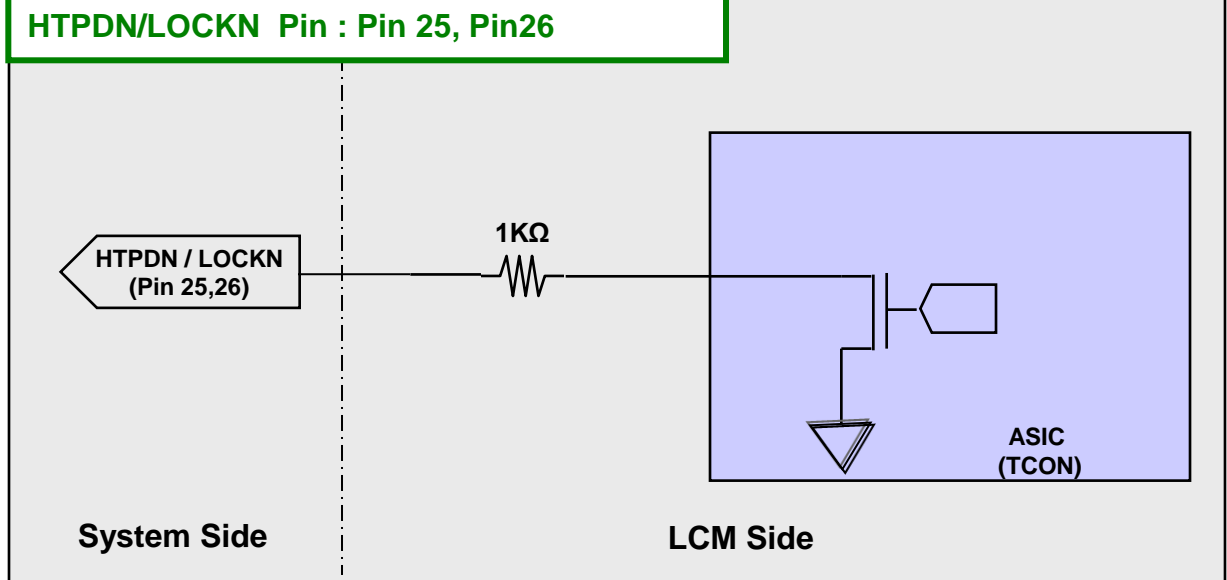 HTPDN/LOCKN Pin : Pin 25, Pin26
1KΩ
HTPDN / LOCKN
(Pin 25,26)
ASIC
(TCON)
System Side
LCM Side